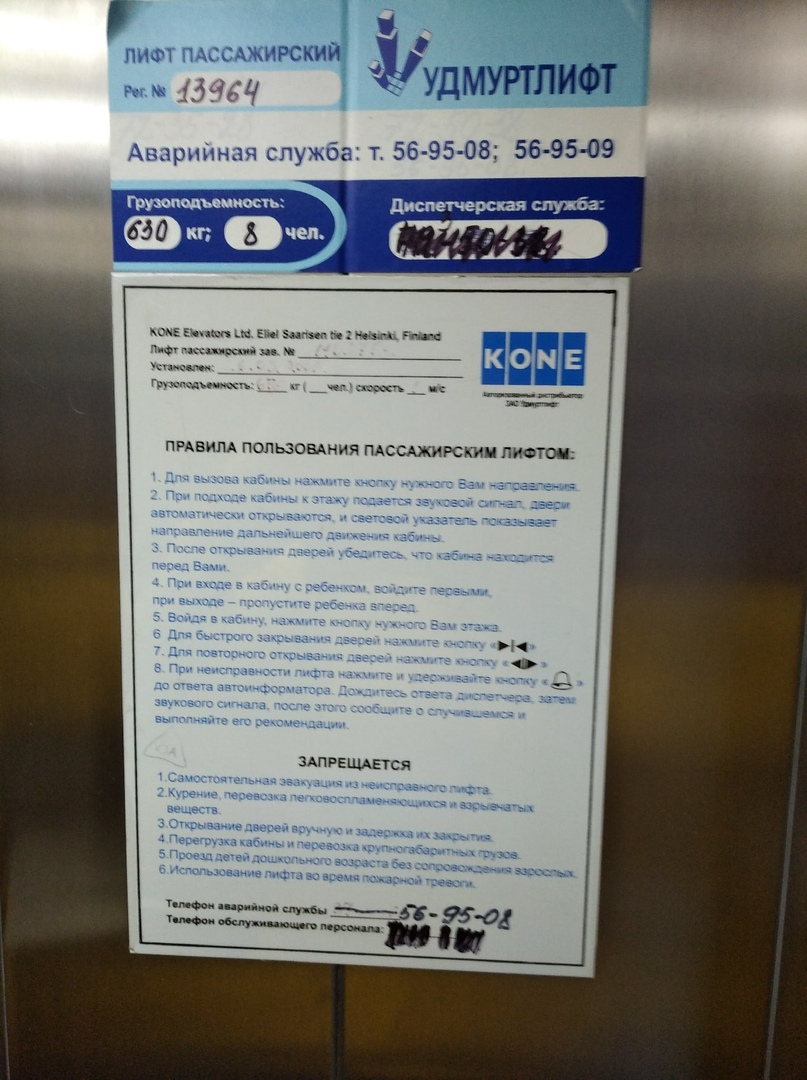 ЛИФТ ПАССАЖИРСКИЙ
Рег. № 13964
УДМУРТЛИФТ
Аварийная служба: т. 56-95-08; 56-95-09
Грузоподъемность:
630 кг; 8 чел.
Диспетчерская служба:
KONE Elevators Ltd. Eliel Saarisen tie 2 Helsinki, Finland
Лифт пассажирский зав. №
Установлен:
Грузоподъемность: кг ( чел.) скорость м/с
KONE
Авторизованный дистрибьютор
ЗАО Удмуртлифт
ПРАВИЛА ПОЛЬЗОВАНИЯ ПАССАЖИРСКИМ ЛИФТОМ:
1. Для вызова кабины нажмите кнопку нужного Вам направления.
2. При подходе кабины к этажу подается звуковой сигнал, двери
автоматически открываются, и световой указатель показывает
направление дальнейшего движения кабины.
3. После открывания дверей убедитесь, что кабина находится
перед Вами.
4. При входе в кабину с ребенком, войдите первыми,
при выходе – пропустите ребенка вперед.
5. Войдя в кабину, нажмите кнопку нужного Вам этажа.
6 Для быстрого закрывания дверей нажмите кнопку «▶|◀»
7. Для повторного открывания дверей нажмите кнопку «◀|▶»
8. При неисправности лифта нажмите и удерживайте кнопку « »
до ответа автоинформатора. Дождитесь ответа диспетчера, затем
звукового сигнала, после этого сообщите о случившемся и
выполняйте его рекомендации.
ЗАПРЕЩАЕТСЯ
1.Самостоятельная эвакуация из неисправного лифта.
2.Курение, перевозка легковоспламеняющихся и взрывчатых
веществ.
3.Открывание дверей вручную и задержка их закрытия.
4.Перегрузка кабины и перевозка крупногабаритных грузов.
5.Проезд детей дошкольного возраста без сопровождения взрослых.
6.Использование лифта во время пожарной тревоги.
Телефон аварийной службы 56-95-08
Телефон обслуживающего персонала: